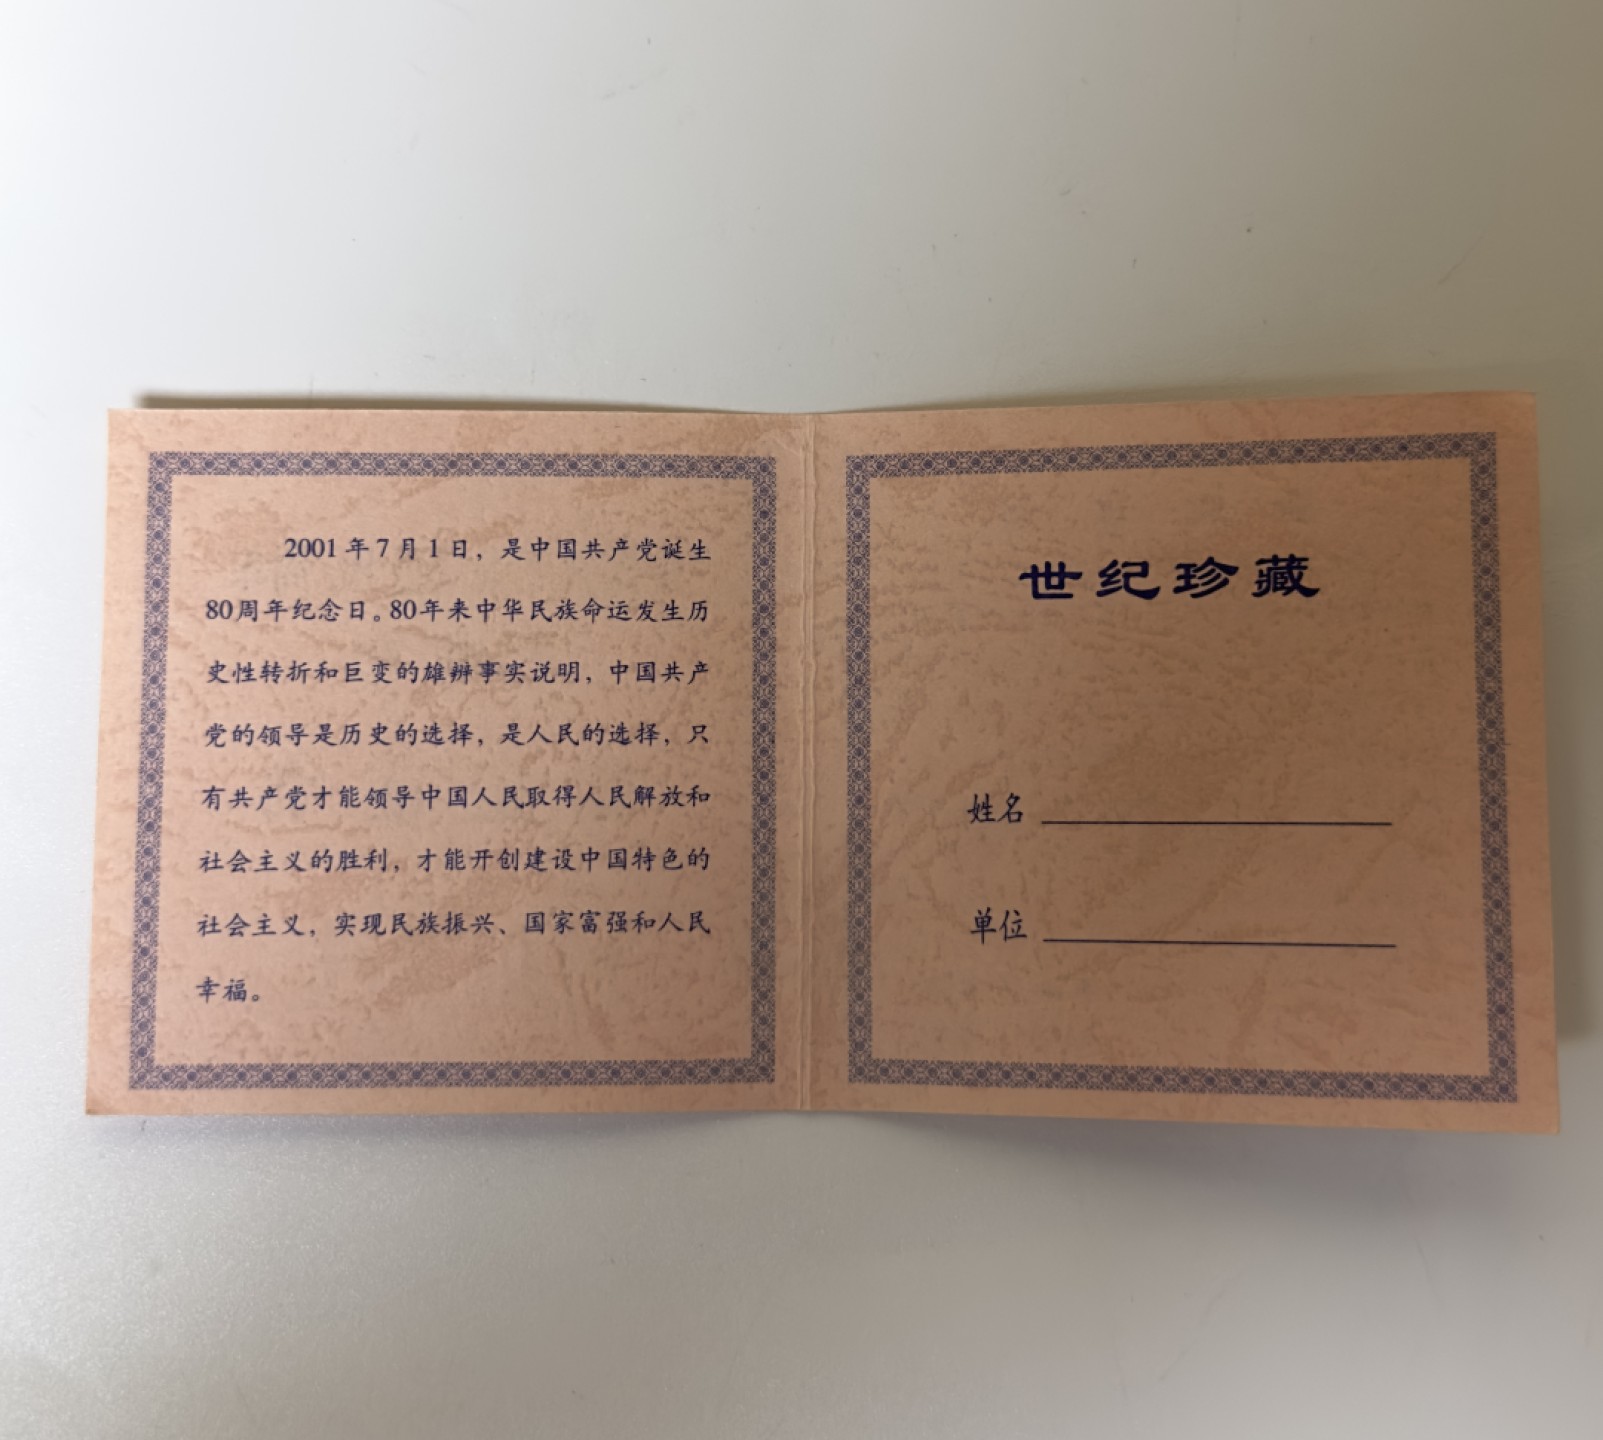 2001年7月1日，是中国共产党诞生
80周年纪念日。80年来中华民族命运发生历
史性转折和巨变的雄辨事实说明，中国共产
党的领导是历史的选择，是人民的选择，只
有共产党才能领导中国人民取得人民解放和
社会主义的胜利，才能开创建设中国特色的
社会主义，实现民族振兴、国家富强和人民
幸福。
世纪珍藏
姓名
单位